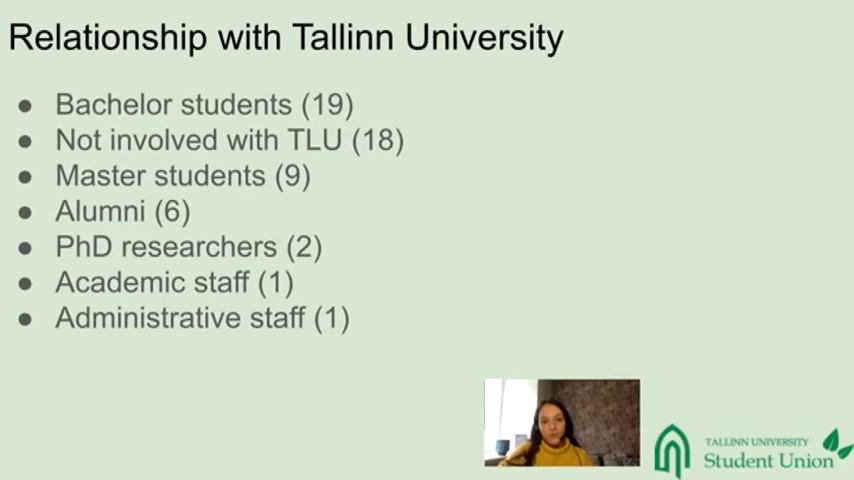 Relationship with Tallinn University
● Bachelor students (19)
● Not involved with TLU (18)
● Master students (9)
● Alumni (6)
● PhD researchers (2)
● Academic staff (1)
● Administrative staff (1)
TALLINN UNIVERSITY
Student Union